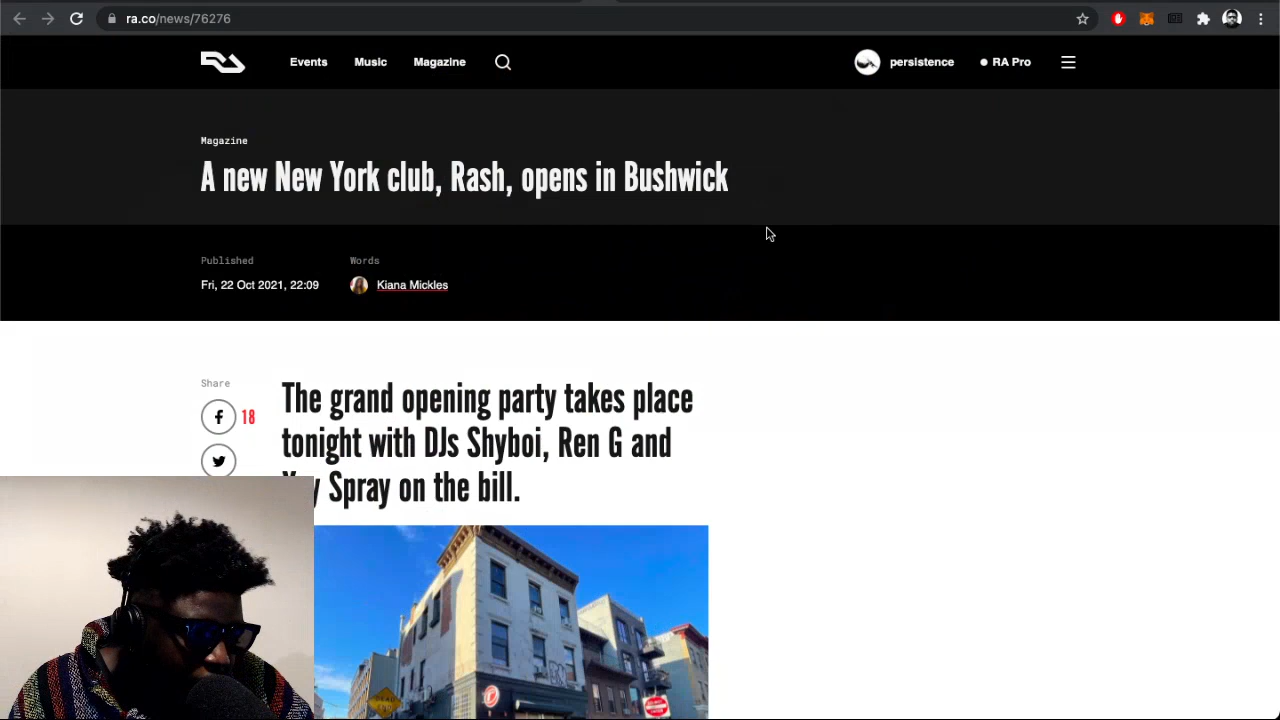 ra.co/news/76276
Events Music Magazine persistence RA Pro
Magazine
A new New York club, Rash, opens in Bushwick
Published Words
Fri, 22 Oct 2021, 22:09 Kiana Mickles
Share
18
The grand opening party takes place
tonight with DJs Shyboi, Ren G and
Spray on the bill.